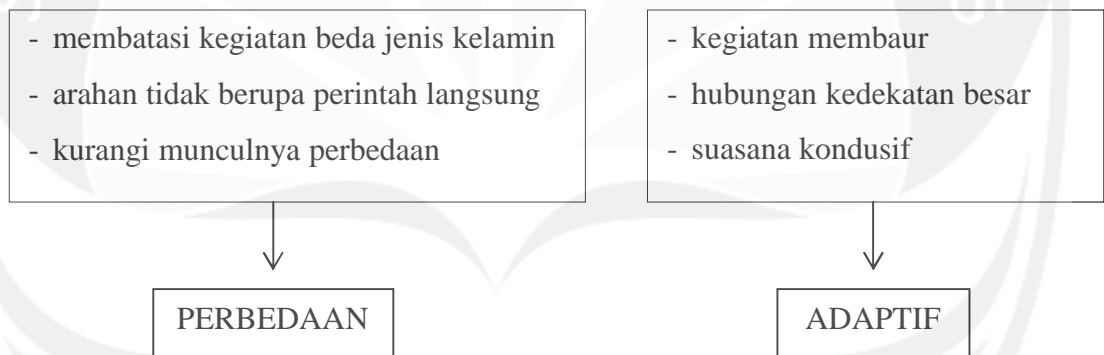 - membatasi kegiatan beda jenis kelamin
- arahan tidak berupa perintah langsung
- kurangi munculnya perbedaan
- kegiatan membaur
- hubungan kedekatan besar
- suasana kondusif
PERBEDAAN
ADAPTIF